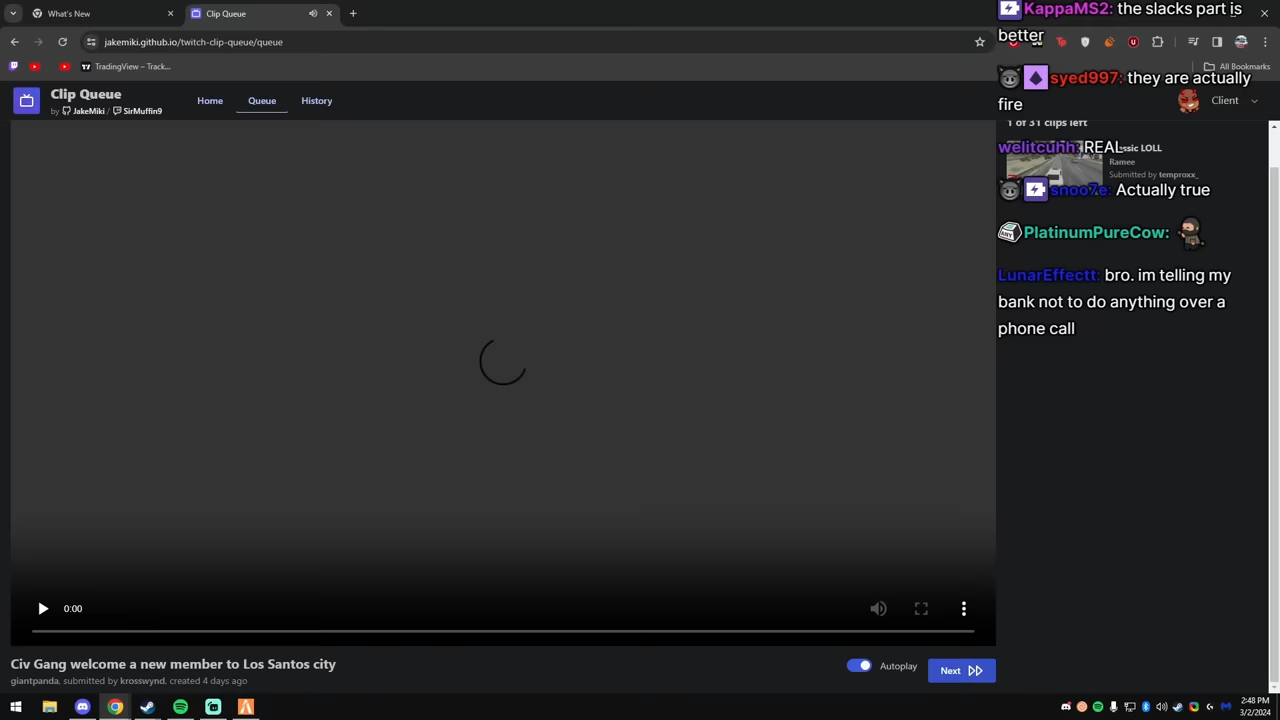 What's New
Clip Queue
jakemiki.github.io/twitch-clip-queue/queue
TradingView – Track...
All Bookmarks
Clip Queue
by JakeMiki / SirMuffin9
Home
Queue
History
Client
KappaMS2: the slacks part is
better
syed997: they are actually
fire
1 of 31 clips left
welitcuhh: REAL
ssic LOLL
Ramee
Submitted by temproxx_
snoo7e: Actually true
PlatinumPureCow:
LunarEffectt: bro. im telling my
bank not to do anything over a
phone call
0:00
Civ Gang welcome a new member to Los Santos city
giantpanda, submitted by krosswynd, created 4 days ago
Autoplay
Next
2:48 PM
3/2/2024